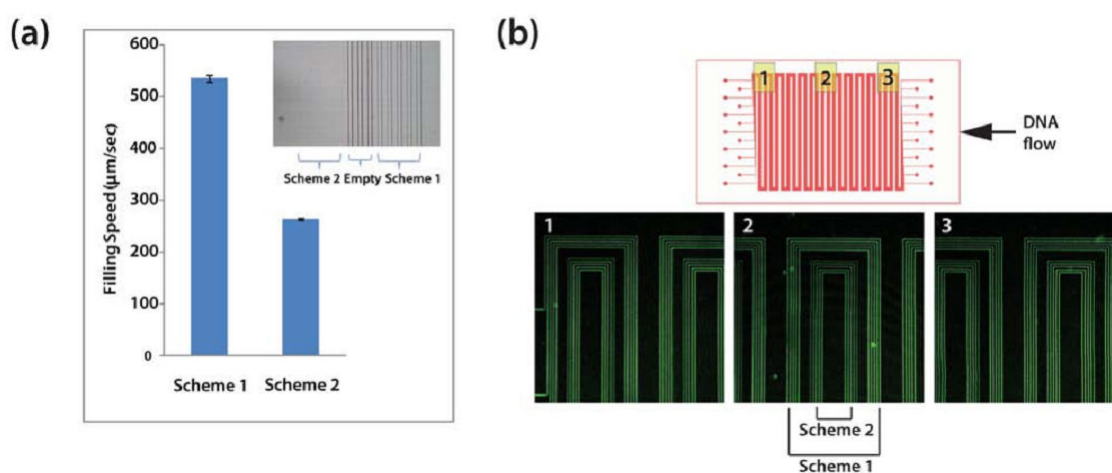 (a)
600
500
400
300
200
100
0
Filling Speed (μm/sec)
Scheme 1 Scheme 2
Scheme 2 Empty Scheme 1
(b)
1 2 3
DNA
flow
1 2 3
Scheme 2
Scheme 1